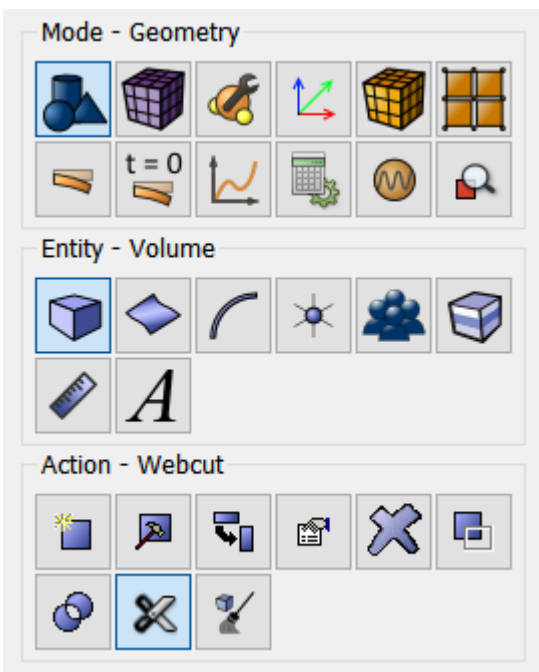 Mode - Geometry
t = 0
Entity - Volume
A
Action - Webcut